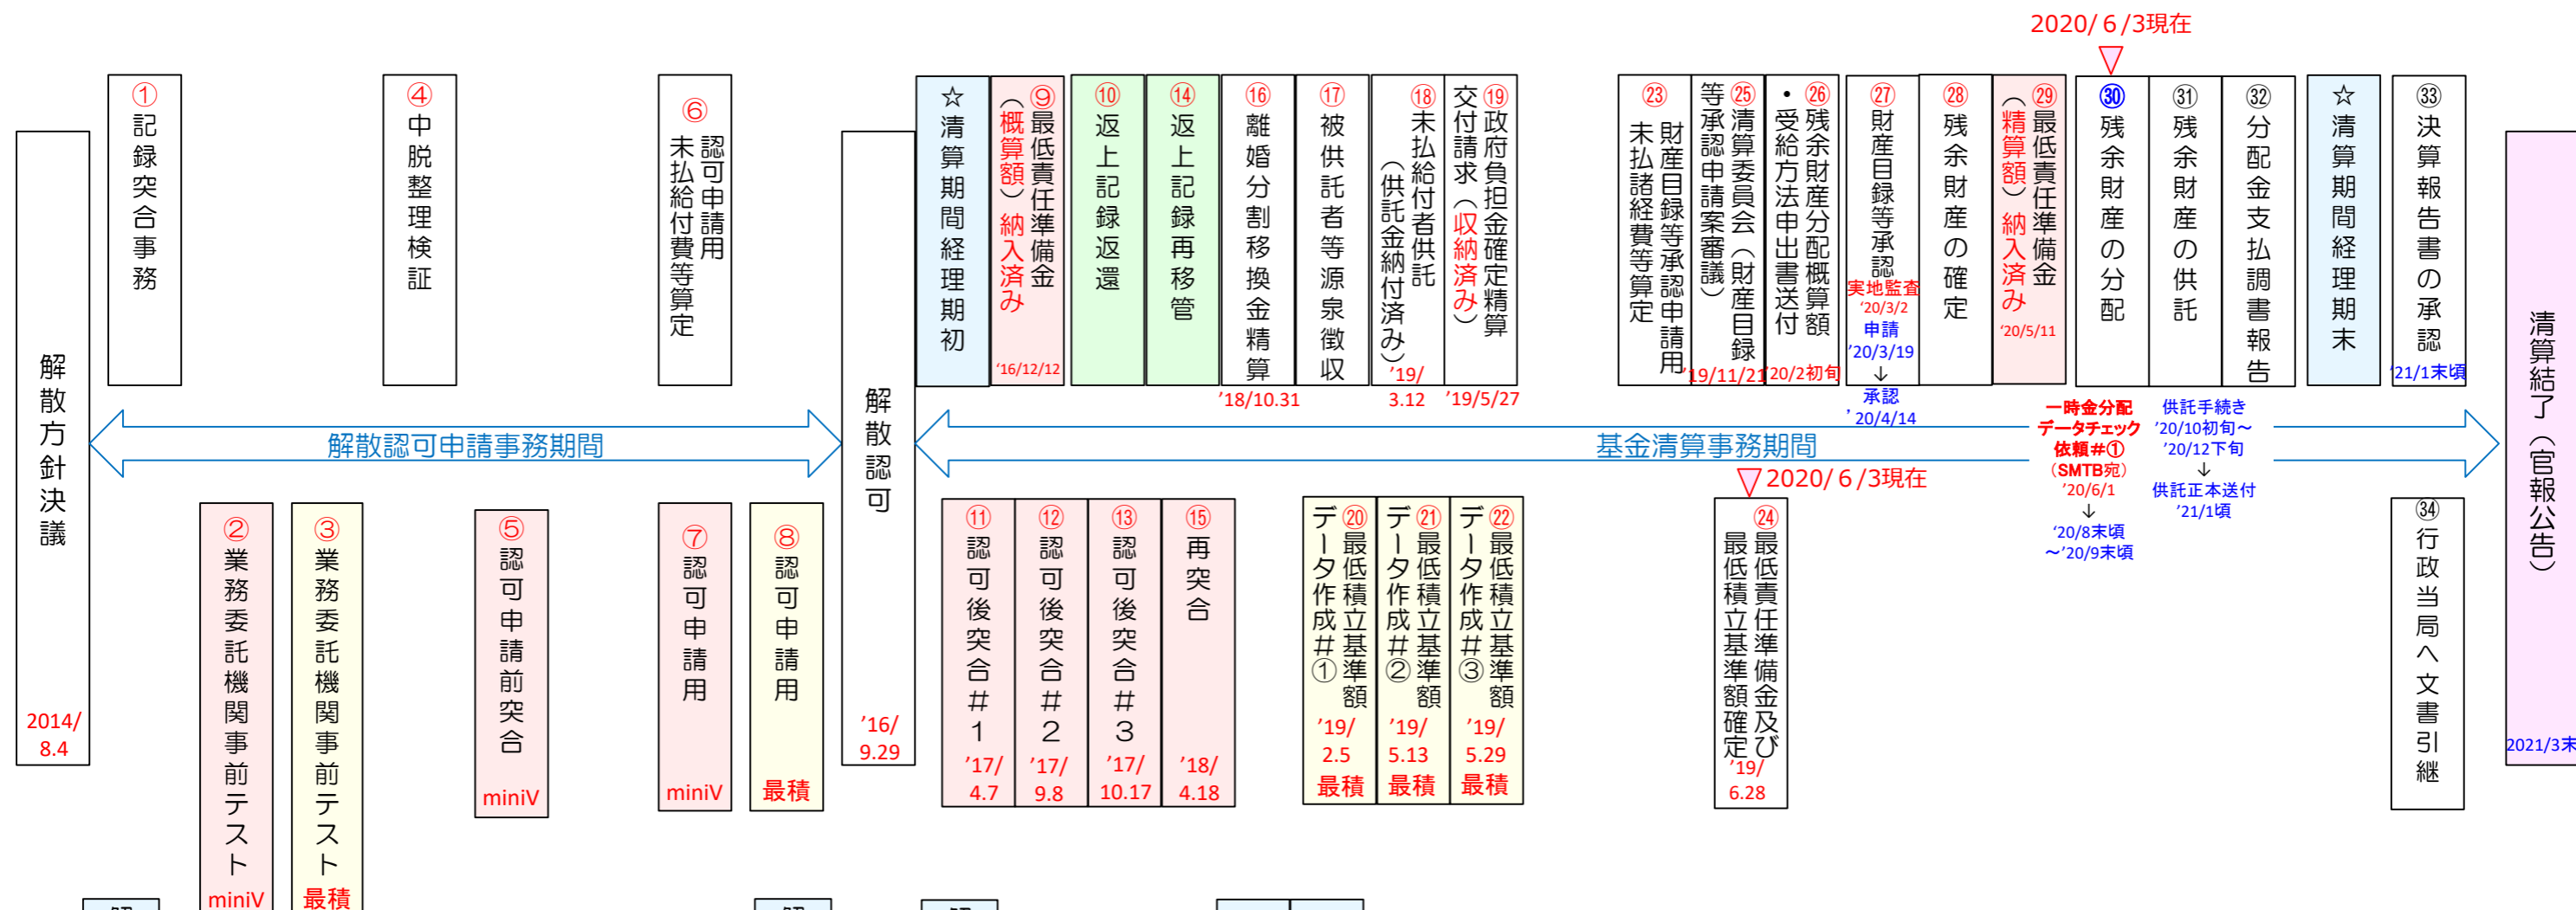 2020/6/3現在
解散方針決議
2014/
8.4
①記録突合事務
④中脱整理検証
⑥認可申請用
未払給付費等算定
解散認可申請事務期間
②業務委託機関事前テスト
miniV
③業務委託機関事前テスト
最積
⑤認可申請前突合
miniV
⑦認可申請用
miniV
⑧認可申請用
最積
解散認可
'16/
9.29
☆清算期間経理期初
⑨最低責任準備金
(概算額)納入済み
'16/12/12
⑩返上記録返還
⑭返上記録再移管
⑯離婚分割移換金精算
'18/10.31
⑰被供託者等源泉徴収
⑱未払給付者供託
(供託金納付済み)
'19/
3.12
⑲政府負担金確定精算
交付請求(収納済み)
'19/5/27
㉓財産目録等承認申請用
未払諸経費等算定
㉕清算委員会(財産目録
等承認申請案審議)
'19/11/21
㉖残余財産分配概算額
・受給方法申出書送付
'20/2初旬
㉗財産目録等承認
実地監査
'20/3/2
申請
'20/3/19
↓
承認
'20/4/14
㉘残余財産の確定
㉙最低責任準備金
(精算額)納入済み
'20/5/11
㉚残余財産の分配
㉛残余財産の供託
㉜分配金支払調書報告
☆清算期間経理期末
㉝決算報告書の承認
'21/1末頃
基金清算事務期間
一時金分配
データチェック
依頼#①
(SMTB宛)
'20/6/1
↓
'20/8末頃
~'20/9末頃
供託手続き
'20/10初旬~
'20/12下旬
↓
供託正本送付
'21/1頃
2020/6/3現在
⑪認可後突合#1
'17/
4.7
⑫認可後突合#2
'17/
9.8
⑬認可後突合#3
'17/
10.17
⑮再突合
'18/
4.18
⑳最低積立基準額
データ作成#①
'19/
2.5
最積
㉑最低積立基準額
データ作成#②
'19/
5.13
最積
㉒最低積立基準額
データ作成#③
'19/
5.29
最積
㉔最低責任準備金及び
最低積立基準額確定
'19/
6.28
㉞行政当局へ文書引継
清算結了(官報公告)
2021/3末